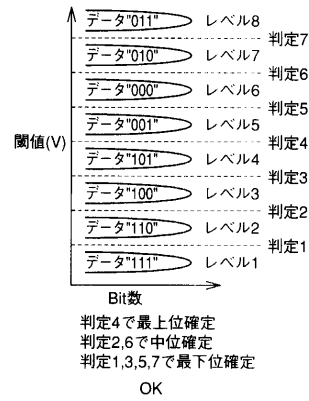 データ"011" レベル8
判定7
データ"010" レベル7
判定6
データ"000" レベル6
判定5
データ"001" レベル5
判定4
閾値(V)
データ"101" レベル4
判定3
データ"100" レベル3
判定2
データ"110" レベル2
判定1
データ"111" レベル1
Bit数
判定4で最上位確定
判定2,6で中位確定
判定1,3,5,7で最下位確定
OK